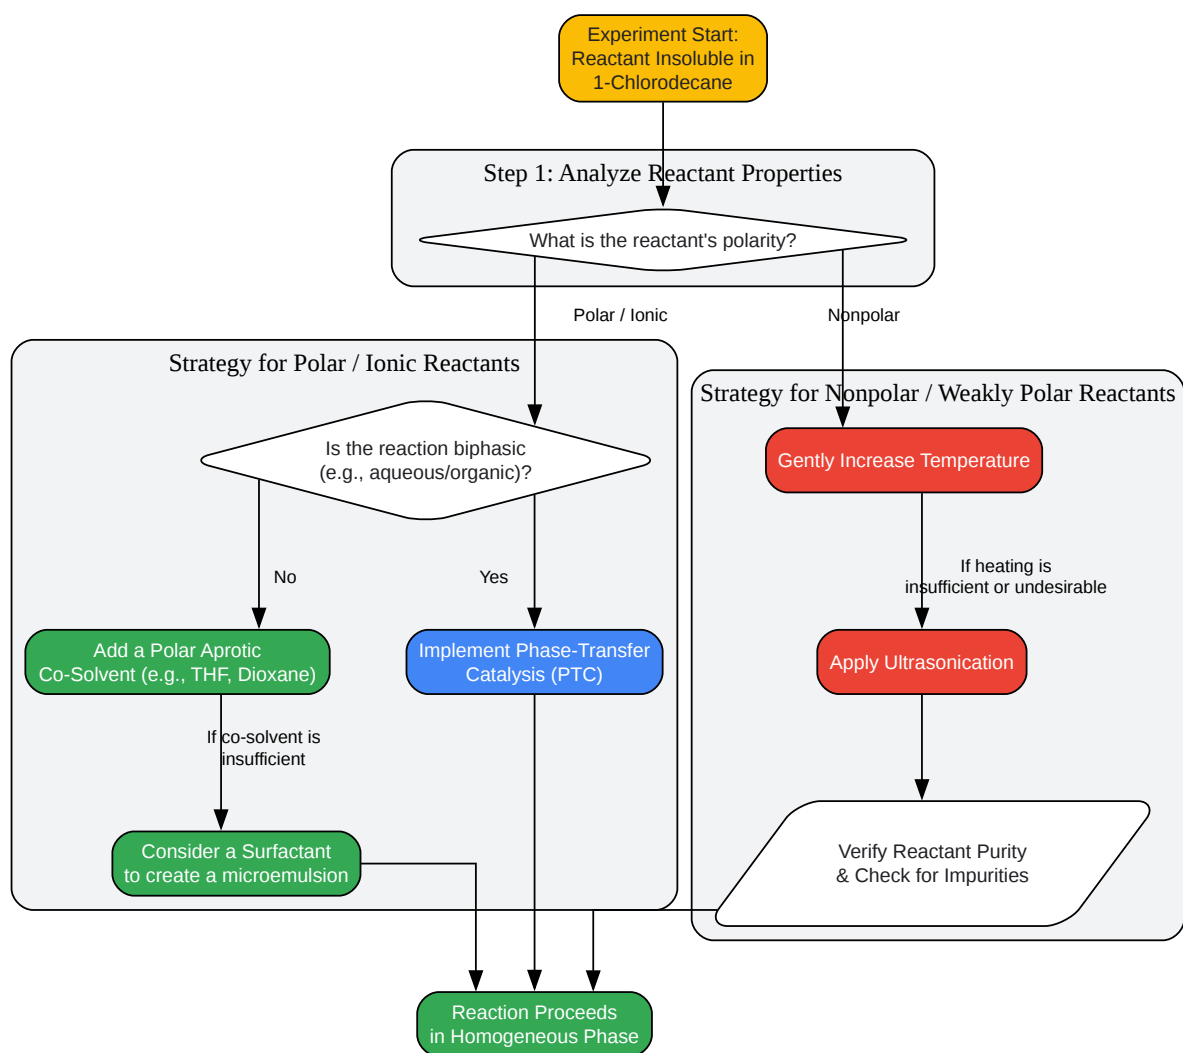 Experiment Start:
Reactant Insoluble in
1-Chlorodecane
Step 1: Analyze Reactant Properties
What is the reactant's polarity?
Polar / Ionic
Nonpolar
Strategy for Polar / Ionic Reactants
Is the reaction biphasic
(e.g., aqueous/organic)?
No
Yes
Add a Polar Aprotic
Co-Solvent (e.g., THF, Dioxane)
Implement Phase-Transfer
Catalysis (PTC)
If co-solvent is
insufficient
Consider a Surfactant
to create a microemulsion
Strategy for Nonpolar / Weakly Polar Reactants
Gently Increase Temperature
If heating is
insufficient or undesirable
Apply Ultrasonication
Verify Reactant Purity
& Check for Impurities
Reaction Proceeds
in Homogeneous Phase